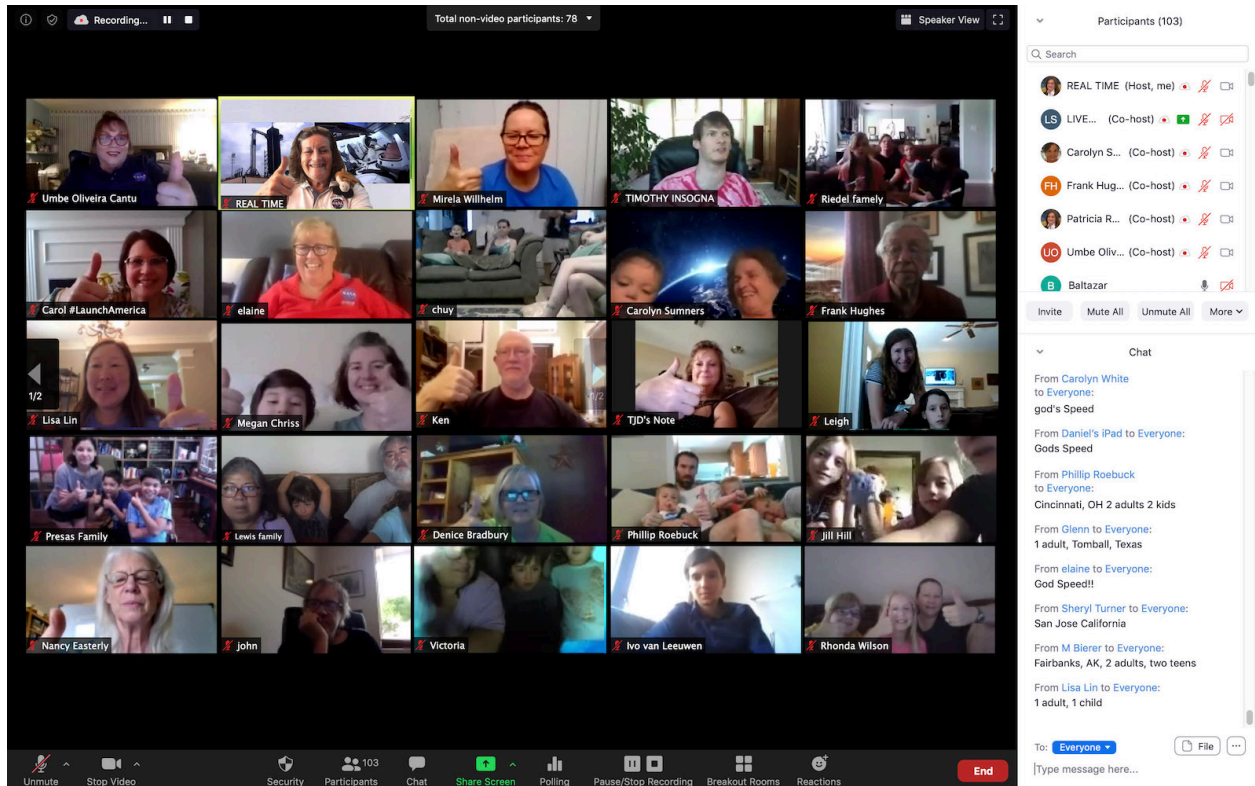 Recording...
Total non-video participants: 78
Speaker View
Umbe Oliveira Cantu
REAL TIME
Mirela Willhelm
TIMOTHY INSOGNA
Riedel famely
Carol #LaunchAmerica
elaine
chuy
Carolyn Sumners
Frank Hughes
1/2
1/2
Lisa Lin
Megan Chriss
Ken
TJD's Note
Leigh
Presas Family
Lewis family
Denice Bradbury
Phillip Roebuck
Jill Hill
Nancy Easterly
john
Victoria
Ivo van Leeuwen
Rhonda Wilson
Unmute
Stop Video
Security
103
Participants
Chat
Share Screen
Polling
Pause/Stop Recording
Breakout Rooms
Reactions
End
Participants (103)
Search
REAL TIME (Host, me)
LS LIVE... (Co-host)
Carolyn S... (Co-host)
FH Frank Hug... (Co-host)
Patricia R... (Co-host)
UO Umbe Oliv... (Co-host)
B Baltazar
Invite Mute All Unmute All More
Chat
From Carolyn White
to Everyone:
god's Speed
From Daniel's iPad to Everyone:
Gods Speed
From Phillip Roebuck
to Everyone:
Cincinnati, OH 2 adults 2 kids
From Glenn to Everyone:
1 adult, Tomball, Texas
From elaine to Everyone:
God Speed!!
From Sheryl Turner to Everyone:
San Jose California
From M Bierer to Everyone:
Fairbanks, AK, 2 adults, two teens
From Lisa Lin to Everyone:
1 adult, 1 child
To: Everyone File ...
Type message here...